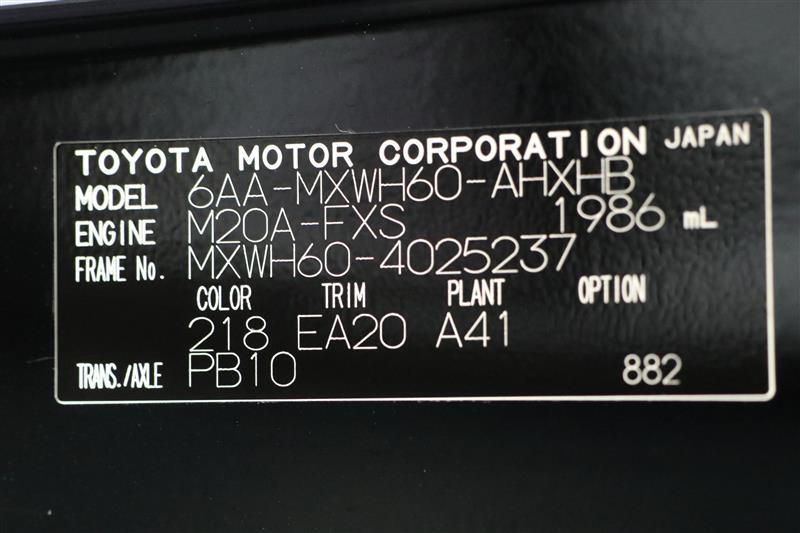 TOYOTA MOTOR CORPORATION JAPAN
MODEL 6AA-MXWH60-AHXHB
ENGINE M20A-FXS 1986 mL
FRAME No. MXWH60-4025237
COLOR TRIM PLANT OPTION
218 EA20 A41
TRANS./AXLE PB10 882